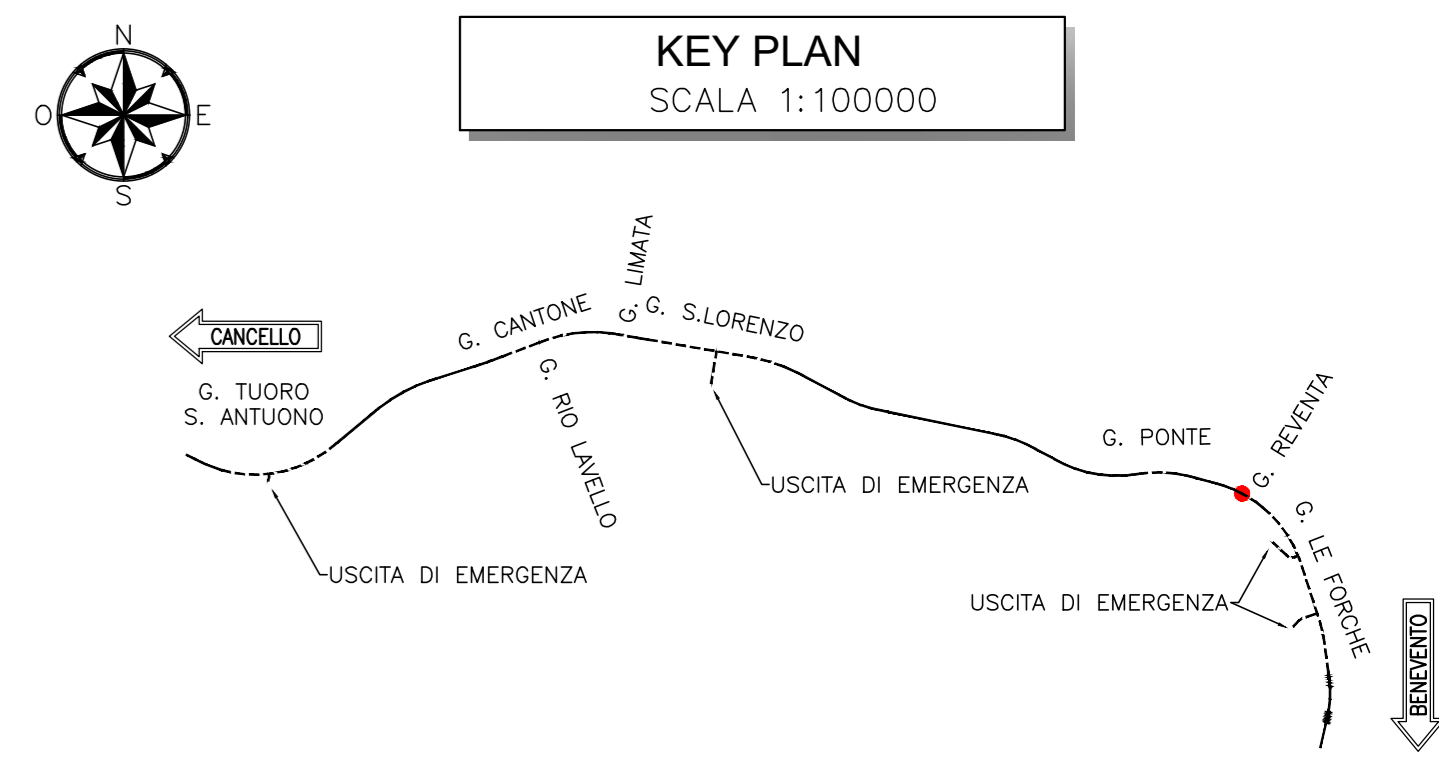 N
O
E
S
KEY PLAN
SCALA 1:100000
CANCELLO
G. TUORO
S. ANTUONO
G. CANTONE
G. LIMATA
G. S.LORENZO
G. RIO LAVELLO
USCITA DI EMERGENZA
USCITA DI EMERGENZA
G. PONTE
G. REVENTA
G. LE FORCHE
USCITA DI EMERGENZA
BENEVENTO